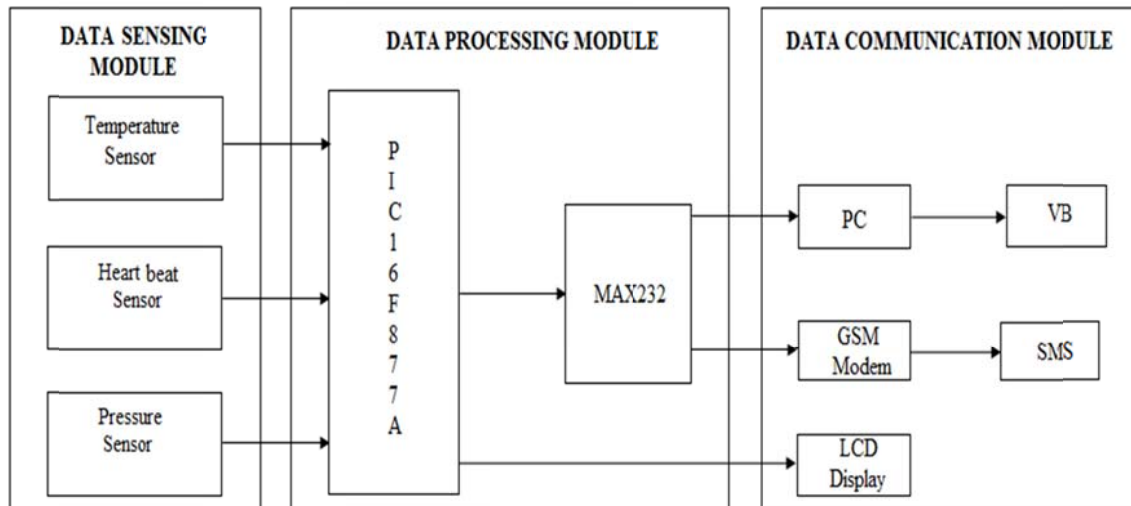 DATA SENSING
MODULE
Temperature
Sensor
Heart beat
Sensor
Pressure
Sensor
DATA PROCESSING MODULE
P
I
C
1
6
F
8
7
7
A
MAX232
DATA COMMUNICATION MODULE
PC
VB
GSM
Modem
SMS
LCD
Display